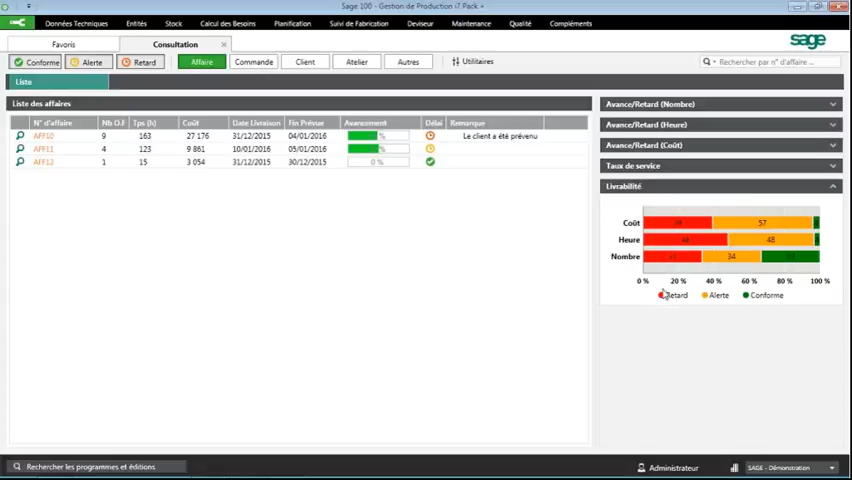 Sage 100 - Gestion de Production i7 Pack +
Données Techniques Entités Stock Calcul des Besoins Planification Suivi de Fabrication Deviseur Maintenance Qualité Compléments
Favoris Consultation
sage
Conforme Alerte Retard Affaire Commande Client Atelier Autres Utilitaires Rechercher par n° d'affaire ...
Liste
Liste des affaires
N° d'affaire Nb O.F Tps (h) Coût Date Livraison Fin Prévue Avancement Délai Remarque
AFF10 9 163 27 176 31/12/2015 04/01/2016 % Le client a été prévenu
AFF11 4 123 9 861 10/01/2016 05/01/2016 %
AFF12 1 15 3 054 31/12/2015 30/12/2015 0 %
Avance/Retard (Nombre)
Avance/Retard (Heure)
Avance/Retard (Coût)
Taux de service
Livrabilité
Coût 57
Heure 48
Nombre 34
0 % 20 % 40 % 60 % 80 % 100 %
Retard Alerte Conforme
Rechercher les programmes et éditions
Administrateur
SAGE - Démonstration